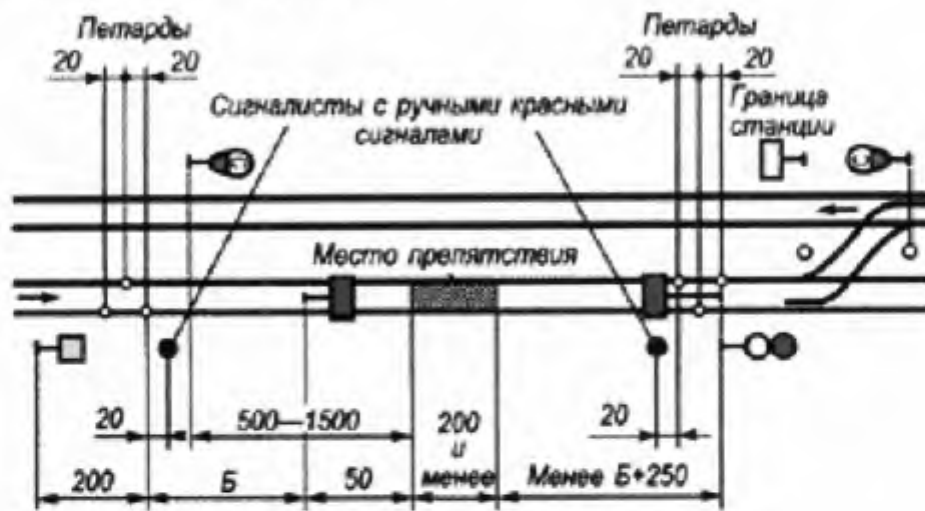 Петарды
Петарды
20
20
20
20
Сигналисты с ручными красными
сигналами
Граница
станции
Место препятствия
20
500—1500
200
и
менее
20
200
Б
50
Менее Б+250